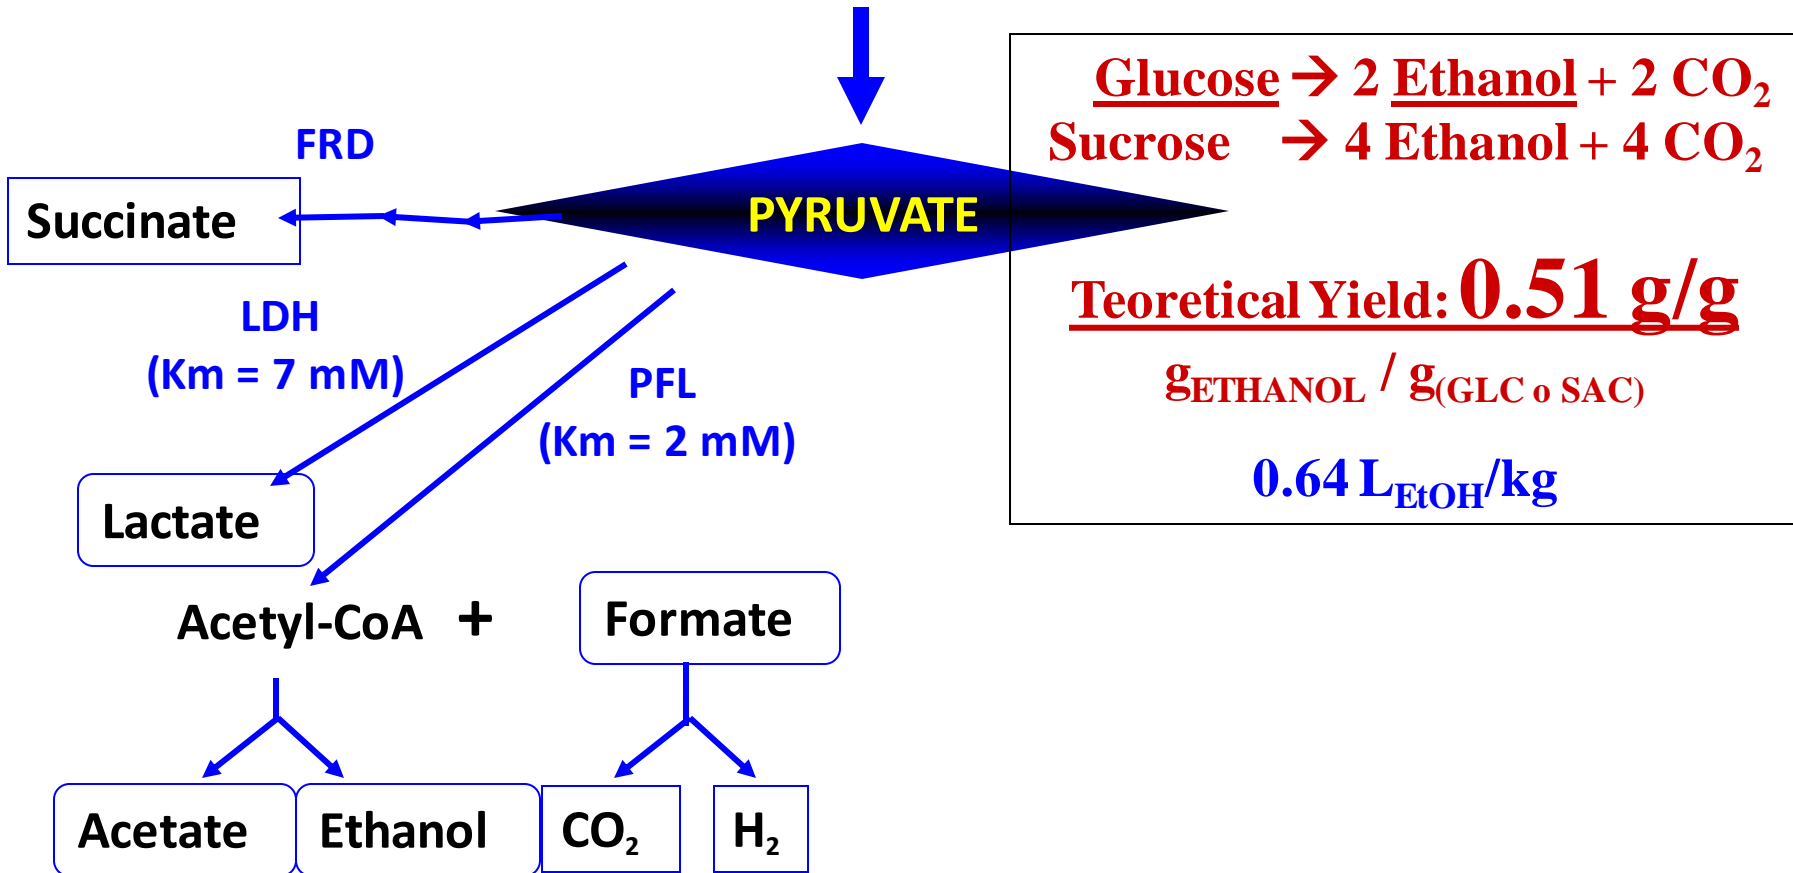 FRD
Succinate
PYRUVATE
LDH
(Km = 7 mM)
PFL
(Km = 2 mM)
Lactate
Acetyl-CoA + Formate
Acetate Ethanol CO₂ H₂
Glucose → 2 Ethanol + 2 CO₂
Sucrose → 4 Ethanol + 4 CO₂
Teoretical Yield: 0.51 g/g
gETHANOL / g(GLC o SAC)
0.64 LEtOH/kg